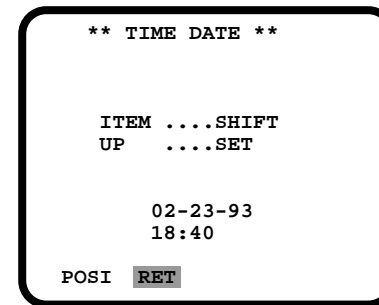 ** TIME DATE **
ITEM ....SHIFT
UP ....SET
02-23-93
18:40
POSI RET